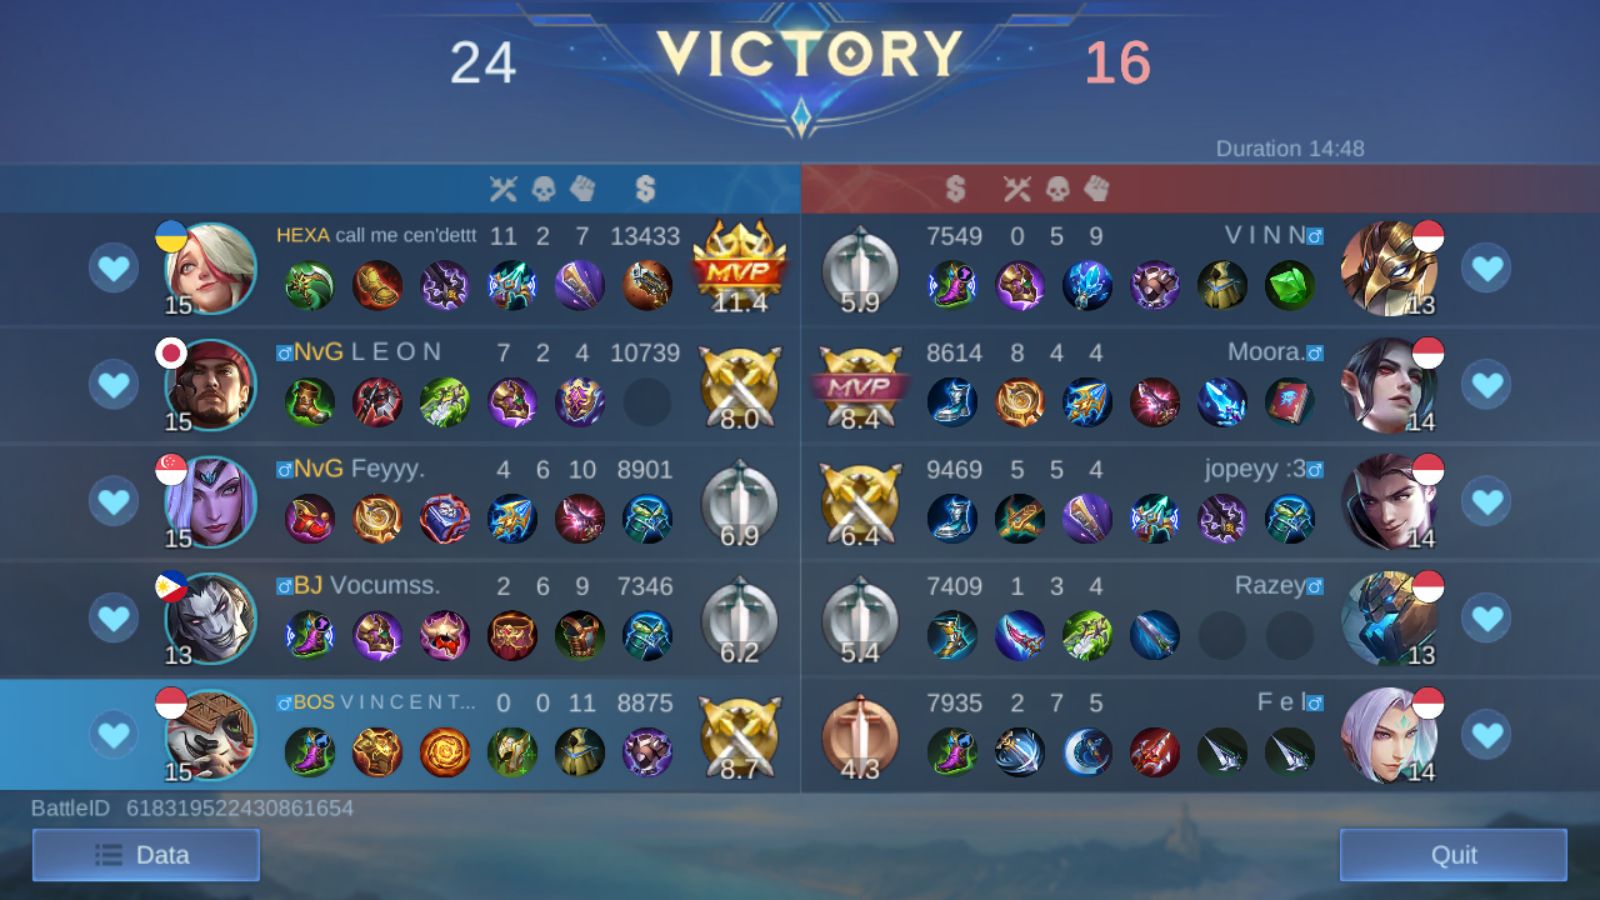 24 VICTORY 16
Duration 14:48
HEXA call me cen'dettt 11 2 7 13433 MVP 11.4 15
5.9 7549 0 5 9 V I N N 13
NvG L E O N 7 2 4 10739 8.0 15
MVP 8.4 8614 8 4 4 Moora. 14
NvG Feyyy. 4 6 10 8901 6.9 15
6.4 9469 5 5 4 jopeyy :3 14
BJ Vocumss. 2 6 9 7346 6.2 13
5.4 7409 1 3 4 Razey 13
BOS V I N C E N T... 0 0 11 8875 8.7 15
4.3 7935 2 7 5 F e l 14
BattleID 618319522430861654
Data
Quit